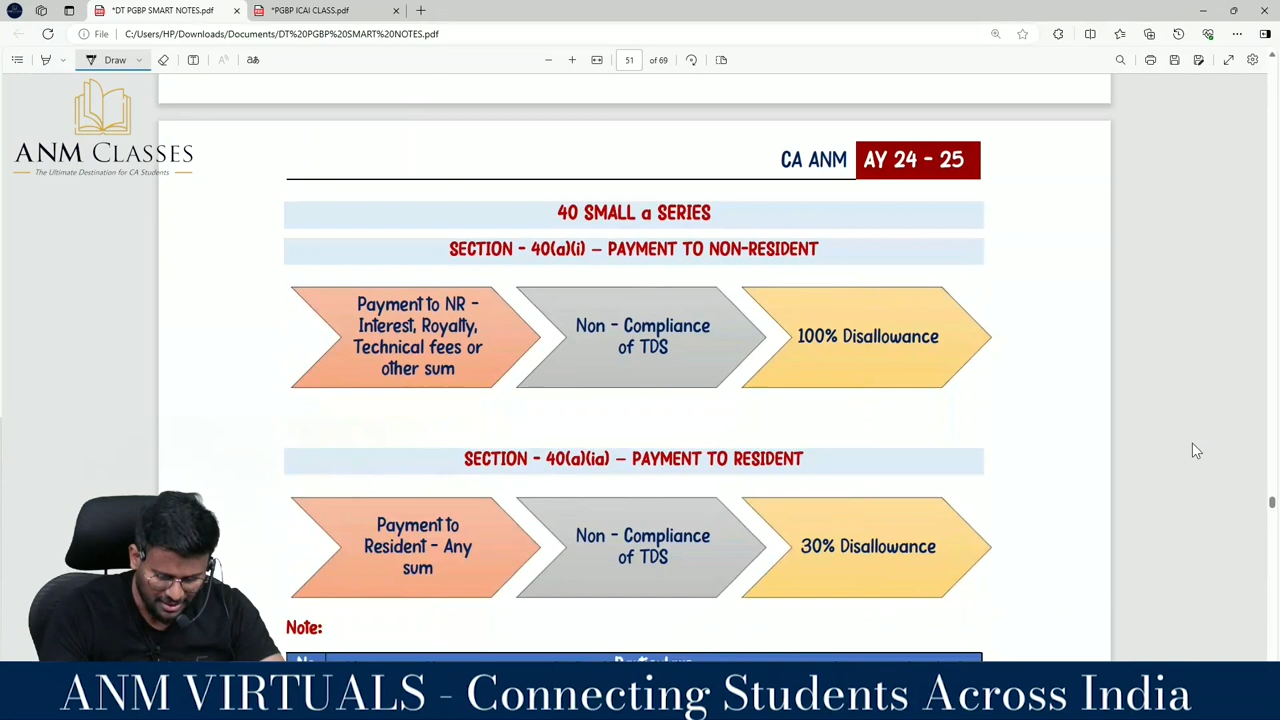 *DT PGBP SMART NOTES.pdf
*PGBP ICAI CLASS.pdf
File
C:/Users/HP/Downloads/Documents/DT%20PGBP%20SMART%20NOTES.pdf
Draw
aあ
51 of 69
ANM CLASSES
The Ultimate Destination for CA Students
CA ANM
AY 24 - 25
40 SMALL a SERIES
SECTION - 40(a)(i) – PAYMENT TO NON-RESIDENT
Payment to NR -
Interest, Royalty,
Technical fees or
other sum
Non - Compliance
of TDS
100% Disallowance
SECTION - 40(a)(ia) – PAYMENT TO RESIDENT
Payment to
Resident - Any
sum
Non - Compliance
of TDS
30% Disallowance
Note:
No
Particulars
ANM VIRTUALS - Connecting Students Across India